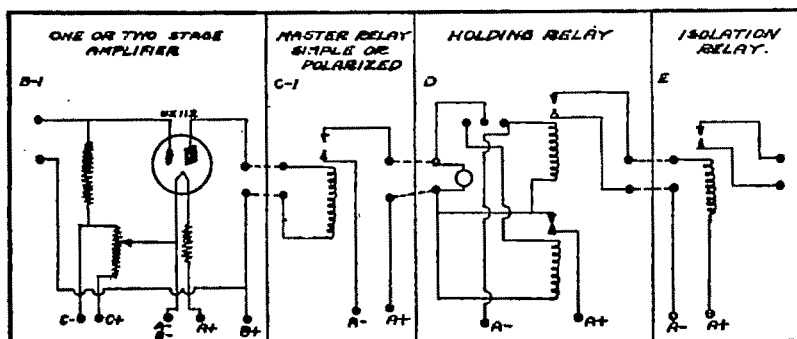 ONE OR TWO STAGE
AMPLIFIER
B-1
UX112
C-
C+
A-
B-
A+
B+
MASTER RELAY
SIMPLE OR
POLARIZED
C-1
A-
A+
HOLDING RELAY
D
A-
A+
ISOLATION
RELAY.
E
A-
A+